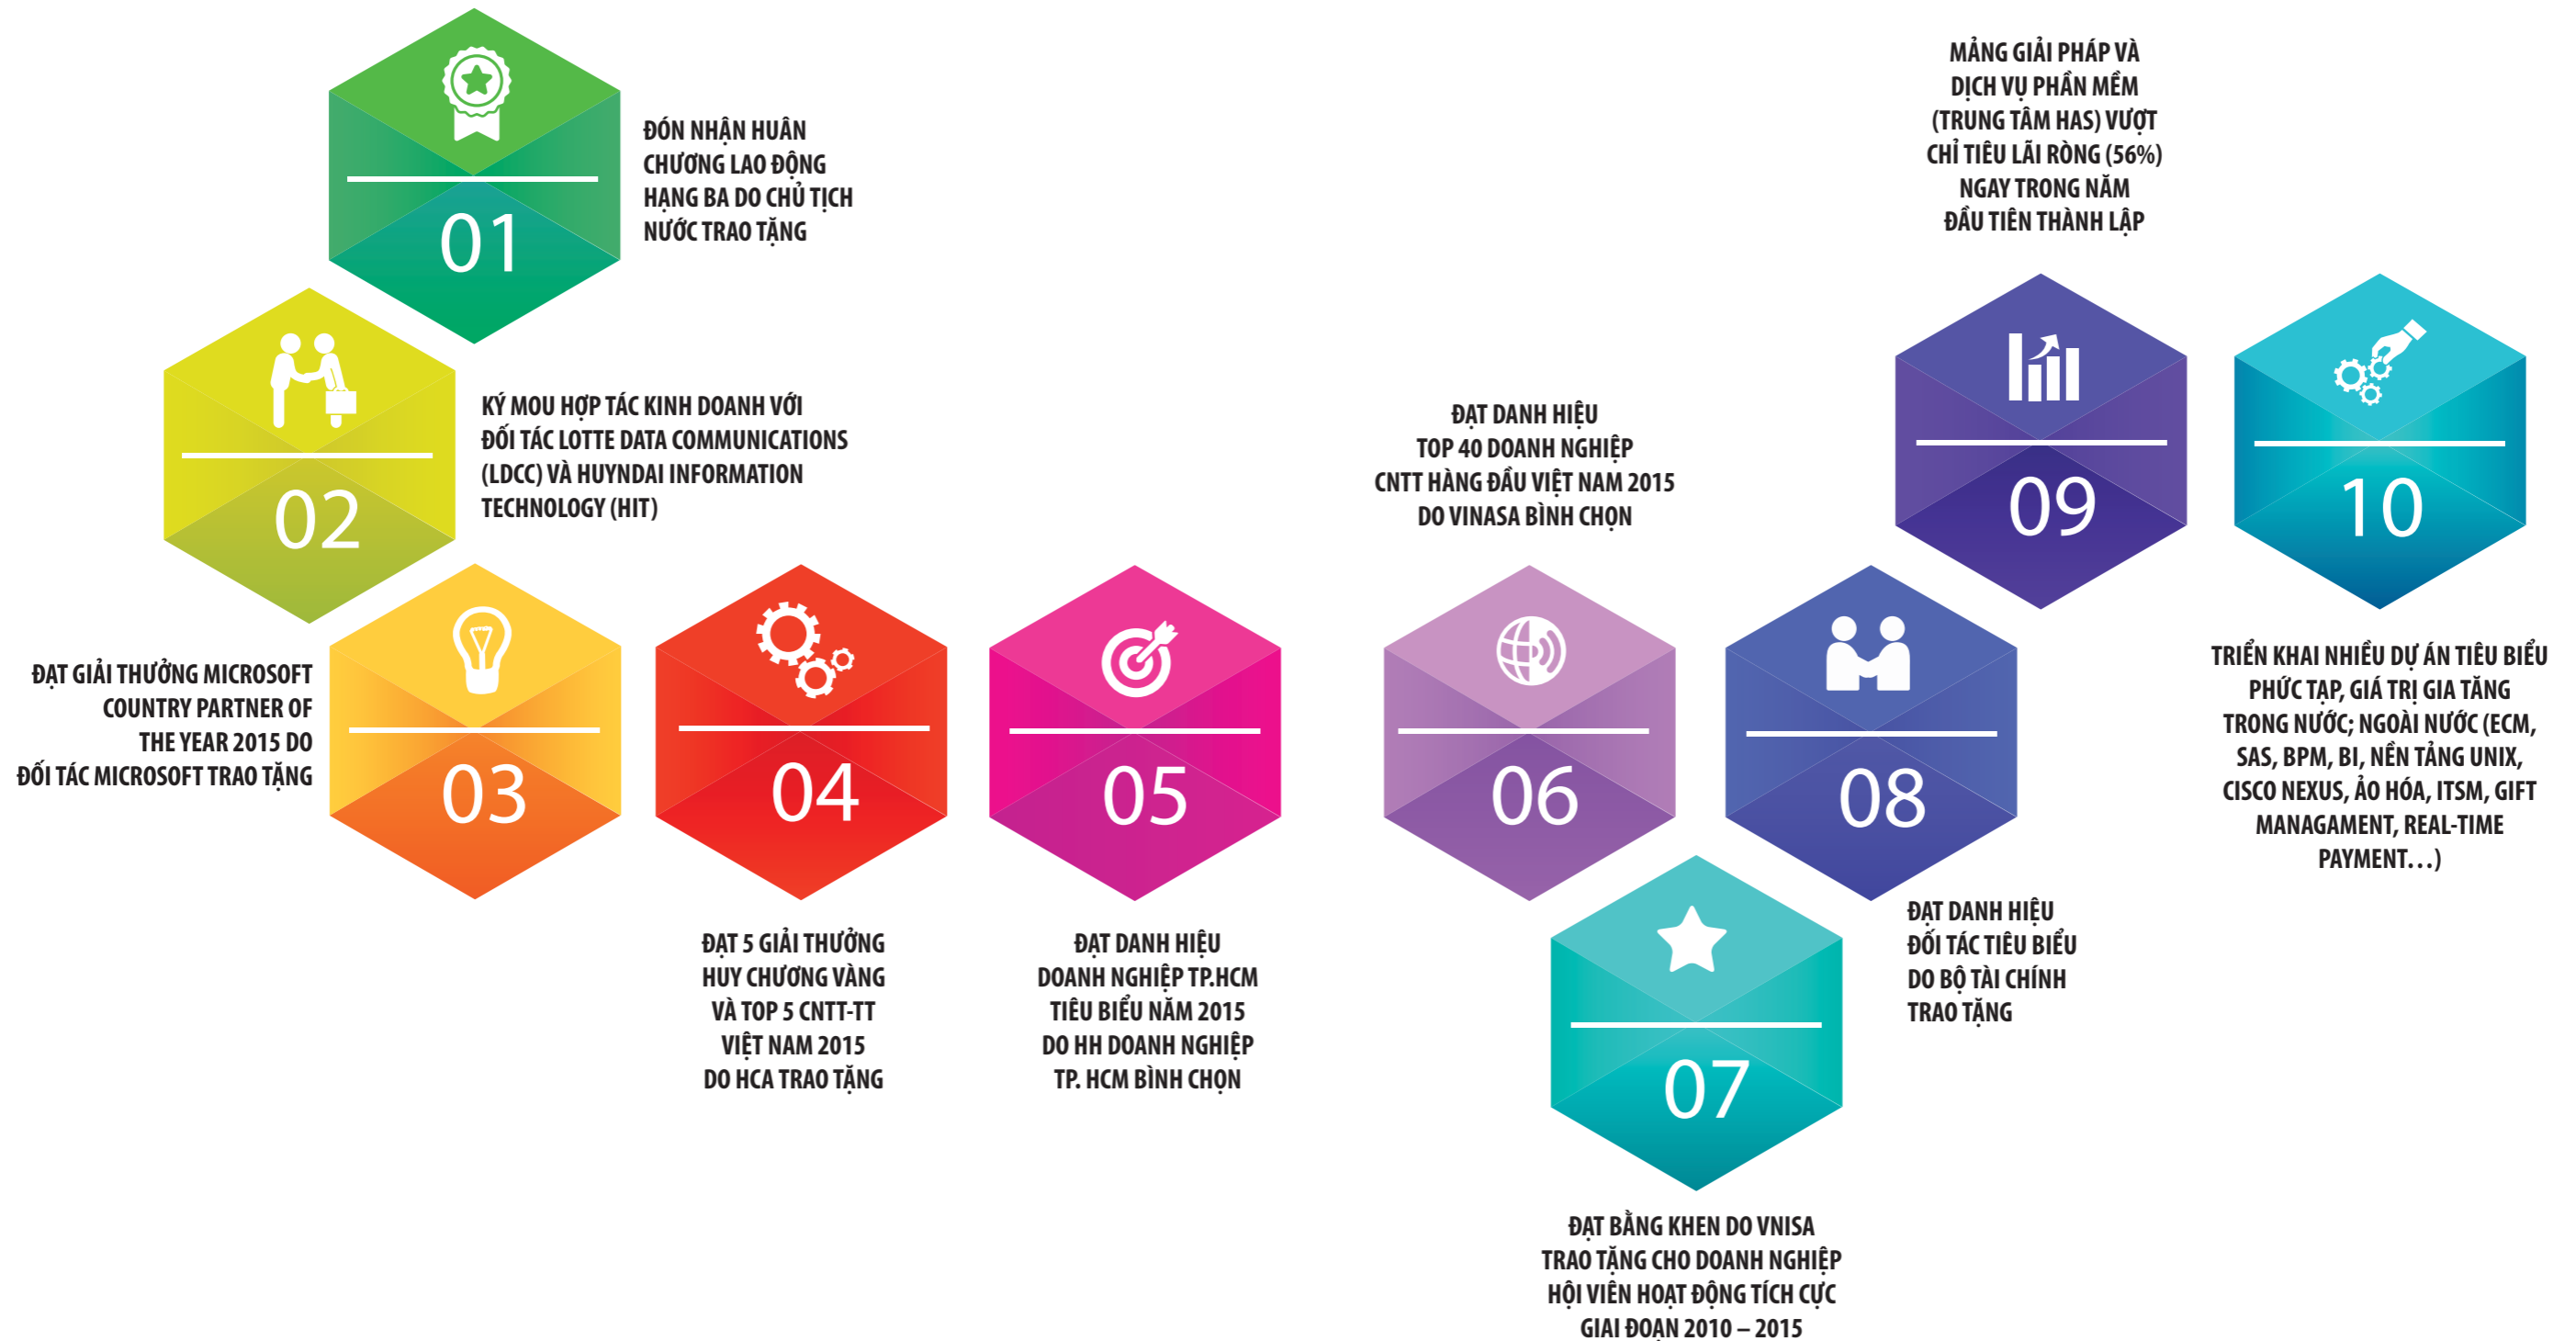 01
ĐÓN NHẬN HUÂN
CHƯƠNG LAO ĐỘNG
HẠNG BA DO CHỦ TỊCH
NƯỚC TRAO TẶNG
02
KÝ MOU HỢP TÁC KINH DOANH VỚI
ĐỐI TÁC LOTTE DATA COMMUNICATIONS
(LDCC) VÀ HUYNDAI INFORMATION
TECHNOLOGY (HIT)
03
ĐẠT GIẢI THƯỞNG MICROSOFT
COUNTRY PARTNER OF
THE YEAR 2015 DO
ĐỐI TÁC MICROSOFT TRAO TẶNG
04
ĐẠT 5 GIẢI THƯỞNG
HUY CHƯƠNG VÀNG
VÀ TOP 5 CNTT-TT
VIỆT NAM 2015
DO HCA TRAO TẶNG
05
ĐẠT DANH HIỆU
DOANH NGHIỆP TP.HCM
TIÊU BIỂU NĂM 2015
DO HH DOANH NGHIỆP
TP. HCM BÌNH CHỌN
ĐẠT DANH HIỆU
TOP 40 DOANH NGHIỆP
CNTT HÀNG ĐẦU VIỆT NAM 2015
DO VINASA BÌNH CHỌN
06
07
ĐẠT BẰNG KHEN DO VNISA
TRAO TẶNG CHO DOANH NGHIỆP
HỘI VIÊN HOẠT ĐỘNG TÍCH CỰC
GIAI ĐOẠN 2010 – 2015
08
ĐẠT DANH HIỆU
ĐỐI TÁC TIÊU BIỂU
DO BỘ TÀI CHÍNH
TRAO TẶNG
MẢNG GIẢI PHÁP VÀ
DỊCH VỤ PHẦN MỀM
(TRUNG TÂM HAS) VƯỢT
CHỈ TIÊU LÃI RÒNG (56%)
NGAY TRONG NĂM
ĐẦU TIÊN THÀNH LẬP
09
10
TRIỂN KHAI NHIỀU DỰ ÁN TIÊU BIỂU
PHỨC TẠP, GIÁ TRỊ GIA TĂNG
TRONG NƯỚC; NGOÀI NƯỚC (ECM,
SAS, BPM, BI, NỀN TẢNG UNIX,
CISCO NEXUS, ẢO HÓA, ITSM, GIFT
MANAGAMENT, REAL-TIME
PAYMENT…)